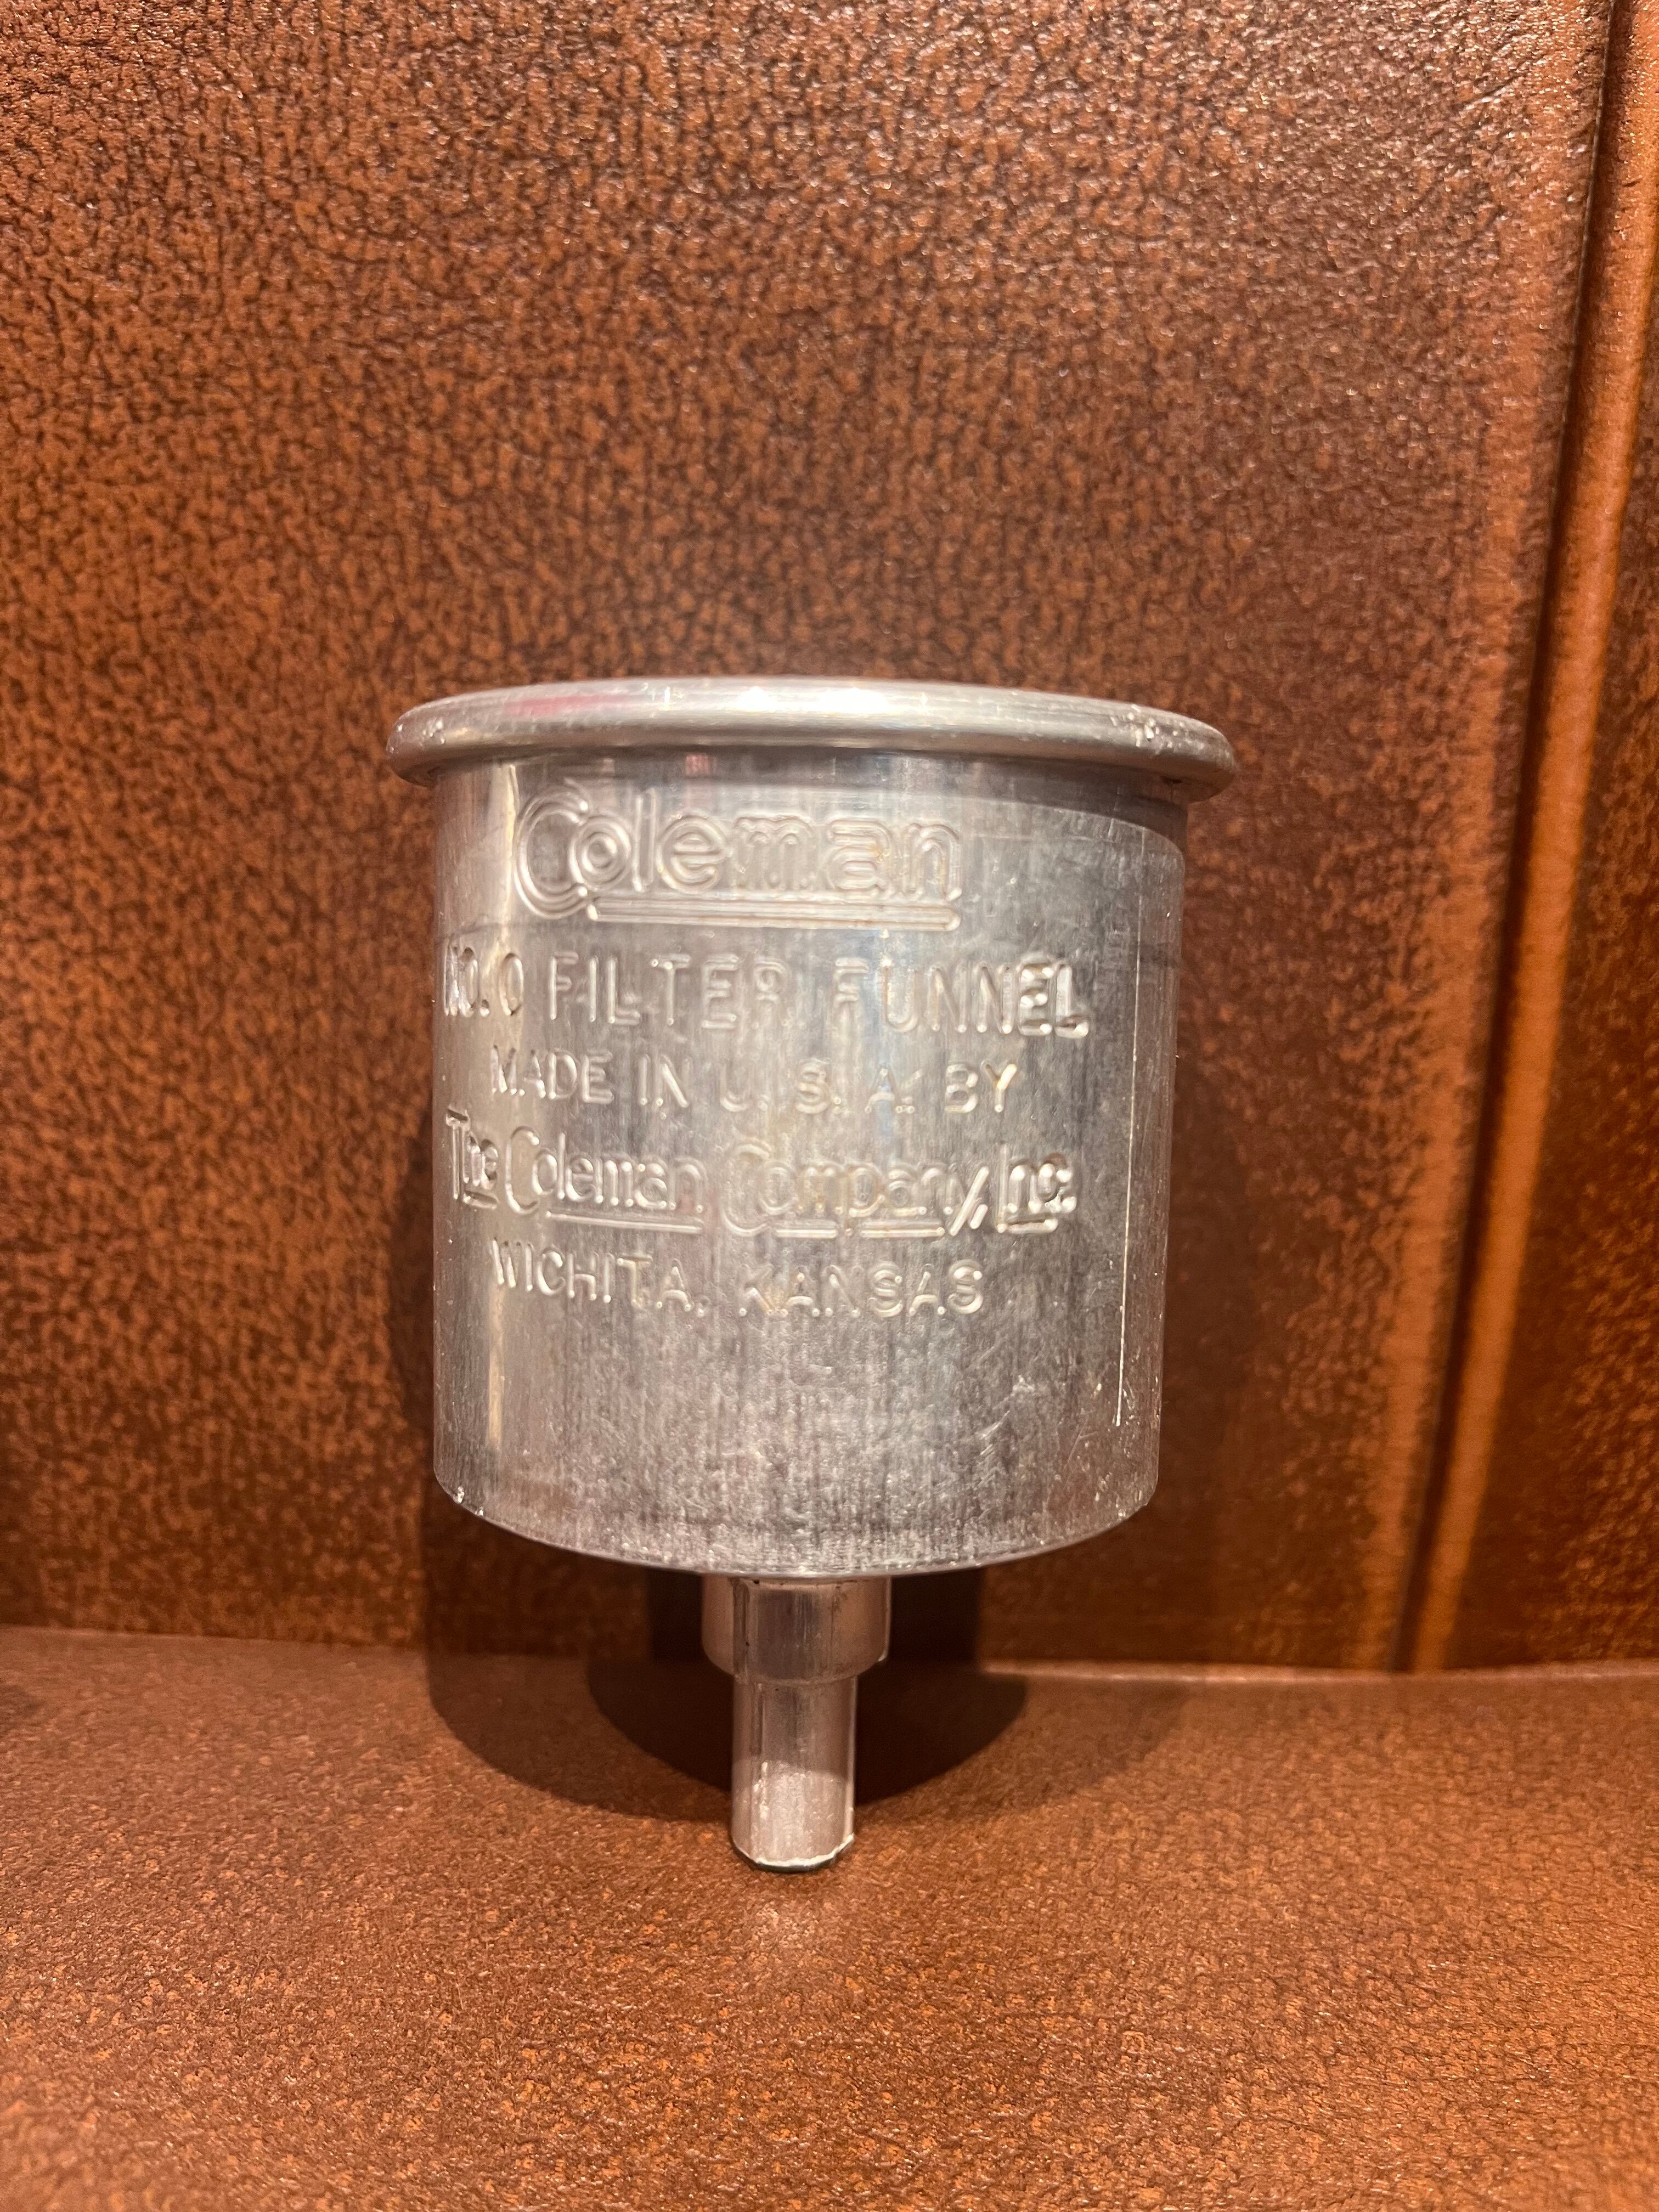 Coleman
NO. 0 FILTER FUNNEL
MADE IN U. S. A. BY
The Coleman Company, Inc.
WICHITA, KANSAS